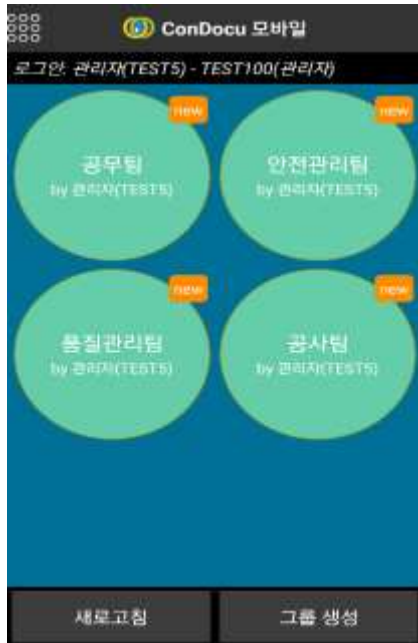 ConDocu 모바일
로그인: 관리자(TEST5) - TEST100(관리자)
new
공무팀
by 관리자(TEST5)
new
안전관리팀
by 관리자(TEST5)
new
품질관리팀
by 관리자(TEST5)
new
공사팀
by 관리자(TEST5)
새로고침
그룹 생성